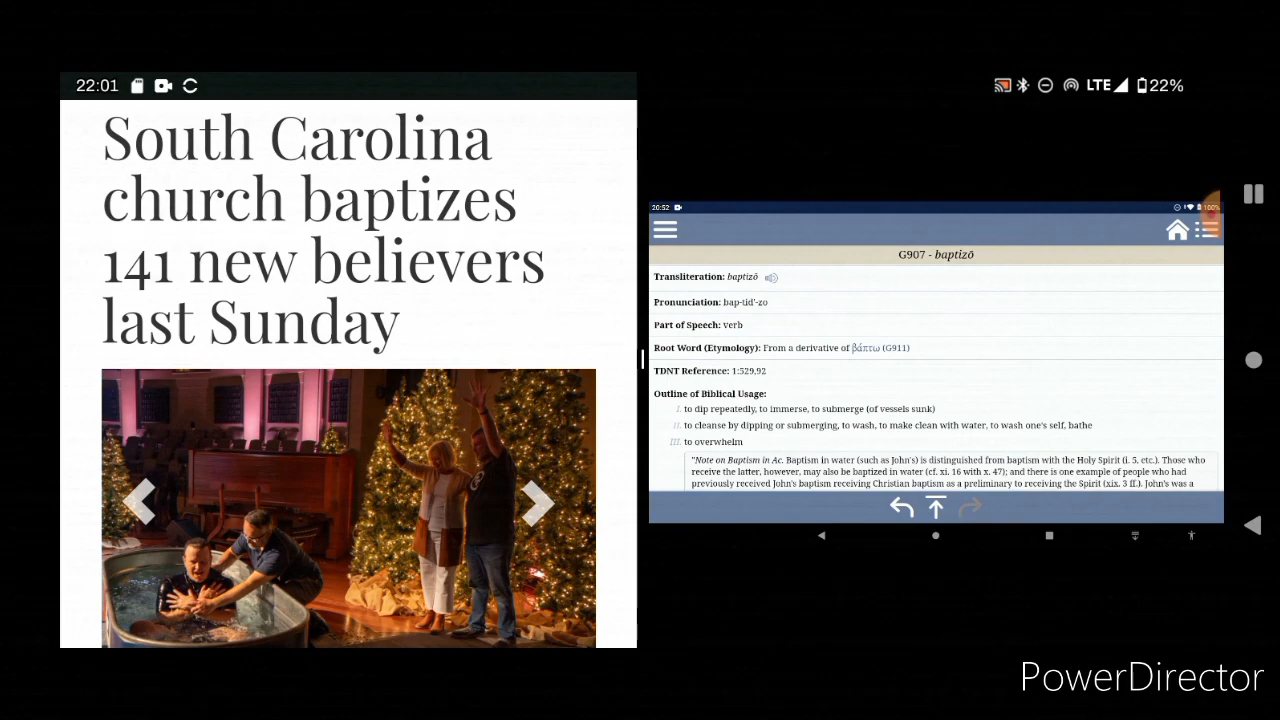 22:01
LTE 22%
South Carolina
church baptizes
141 new believers
last Sunday
20:52
100%
G907 - baptizō
Transliteration: baptizō
Pronunciation: bap-tid'-zo
Part of Speech: verb
Root Word (Etymology): From a derivative of βάπτω (G911)
TDNT Reference: 1:529,92
Outline of Biblical Usage:
I. to dip repeatedly, to immerse, to submerge (of vessels sunk)
II. to cleanse by dipping or submerging, to wash, to make clean with water, to wash one's self, bathe
III. to overwhelm
"Note on Baptism in Ac. Baptism in water (such as John's) is distinguished from baptism with the Holy Spirit (i. 5, etc.). Those who
receive the latter, however, may also be baptized in water (cf. xi. 16 with x. 47); and there is one example of people who had
previously received John's baptism receiving Christian baptism as a preliminary to receiving the Spirit (xix. 3 ff.). John's was a
PowerDirector